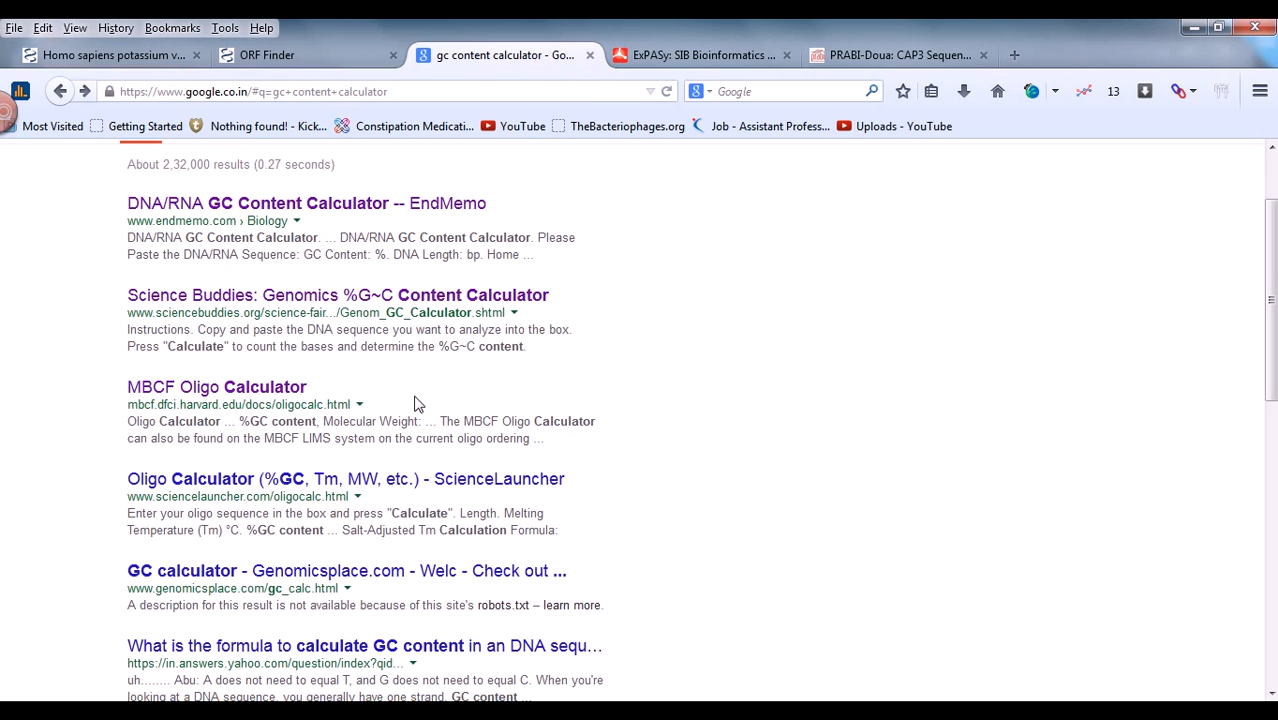 File Edit View History Bookmarks Tools Help
Homo sapiens potassium v... × ORF Finder × gc content calculator - Go... × ExPASy: SIB Bioinformatics ... × PRABI-Doua: CAP3 Sequen... × +
https://www.google.co.in/#q=gc+content+calculator Google 13
Most Visited Getting Started Nothing found! - Kick... Constipation Medicati... YouTube TheBacteriophages.org Job - Assistant Profess... Uploads - YouTube
About 2,32,000 results (0.27 seconds)
DNA/RNA GC Content Calculator -- EndMemo
www.endmemo.com › Biology
DNA/RNA GC Content Calculator. ... DNA/RNA GC Content Calculator. Please
Paste the DNA/RNA Sequence: GC Content: %. DNA Length: bp. Home ...
Science Buddies: Genomics %G~C Content Calculator
www.sciencebuddies.org/science-fair.../Genom_GC_Calculator.shtml
Instructions. Copy and paste the DNA sequence you want to analyze into the box.
Press "Calculate" to count the bases and determine the %G~C content.
MBCF Oligo Calculator
mbcf.dfci.harvard.edu/docs/oligocalc.html
Oligo Calculator ... %GC content, Molecular Weight: ... The MBCF Oligo Calculator
can also be found on the MBCF LIMS system on the current oligo ordering ...
Oligo Calculator (%GC, Tm, MW, etc.) - ScienceLauncher
www.sciencelauncher.com/oligocalc.html
Enter your oligo sequence in the box and press "Calculate". Length. Melting
Temperature (Tm) °C. %GC content ... Salt-Adjusted Tm Calculation Formula:
GC calculator - Genomicsplace.com - Welc - Check out ...
www.genomicsplace.com/gc_calc.html
A description for this result is not available because of this site's robots.txt – learn more.
What is the formula to calculate GC content in an DNA sequ...
https://in.answers.yahoo.com/question/index?qid...
uh........ Abu: A does not need to equal T, and G does not need to equal C. When you're
looking at a DNA sequence, you generally have one strand. GC content ...